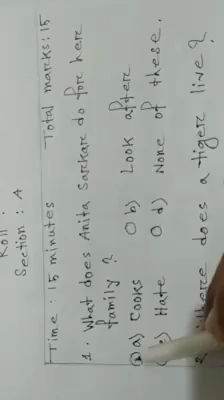 Roll :
Section : A
Time : 15 minutes Total marks : 15
1. What does Anita Sarkar do for here
family ?
a) Cooks b) Look after
c) Hate d) None of these.
where does a tiger live ?